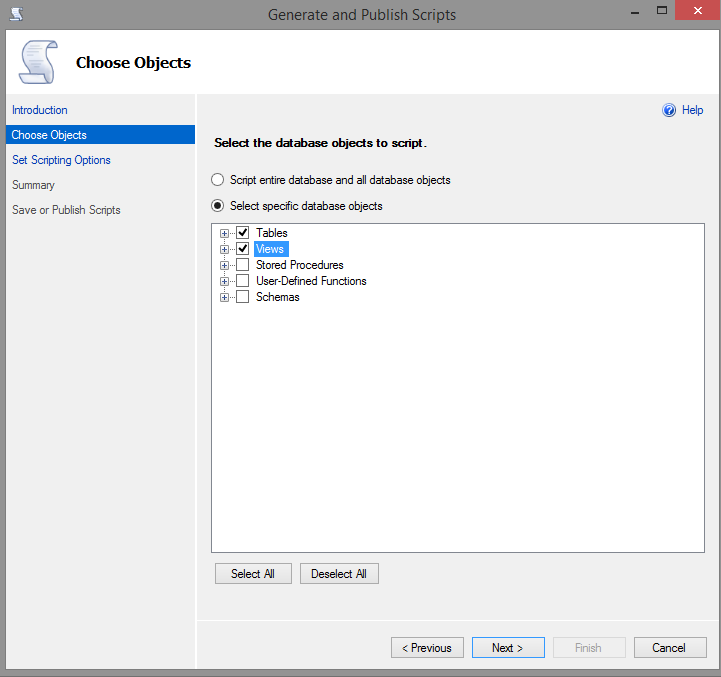 Generate and Publish Scripts
Choose Objects
Introduction
Choose Objects
Set Scripting Options
Summary
Save or Publish Scripts
Help
Select the database objects to script.
Script entire database and all database objects
Select specific database objects
Tables
Views
Stored Procedures
User-Defined Functions
Schemas
Select All Deselect All
< Previous Next > Finish Cancel